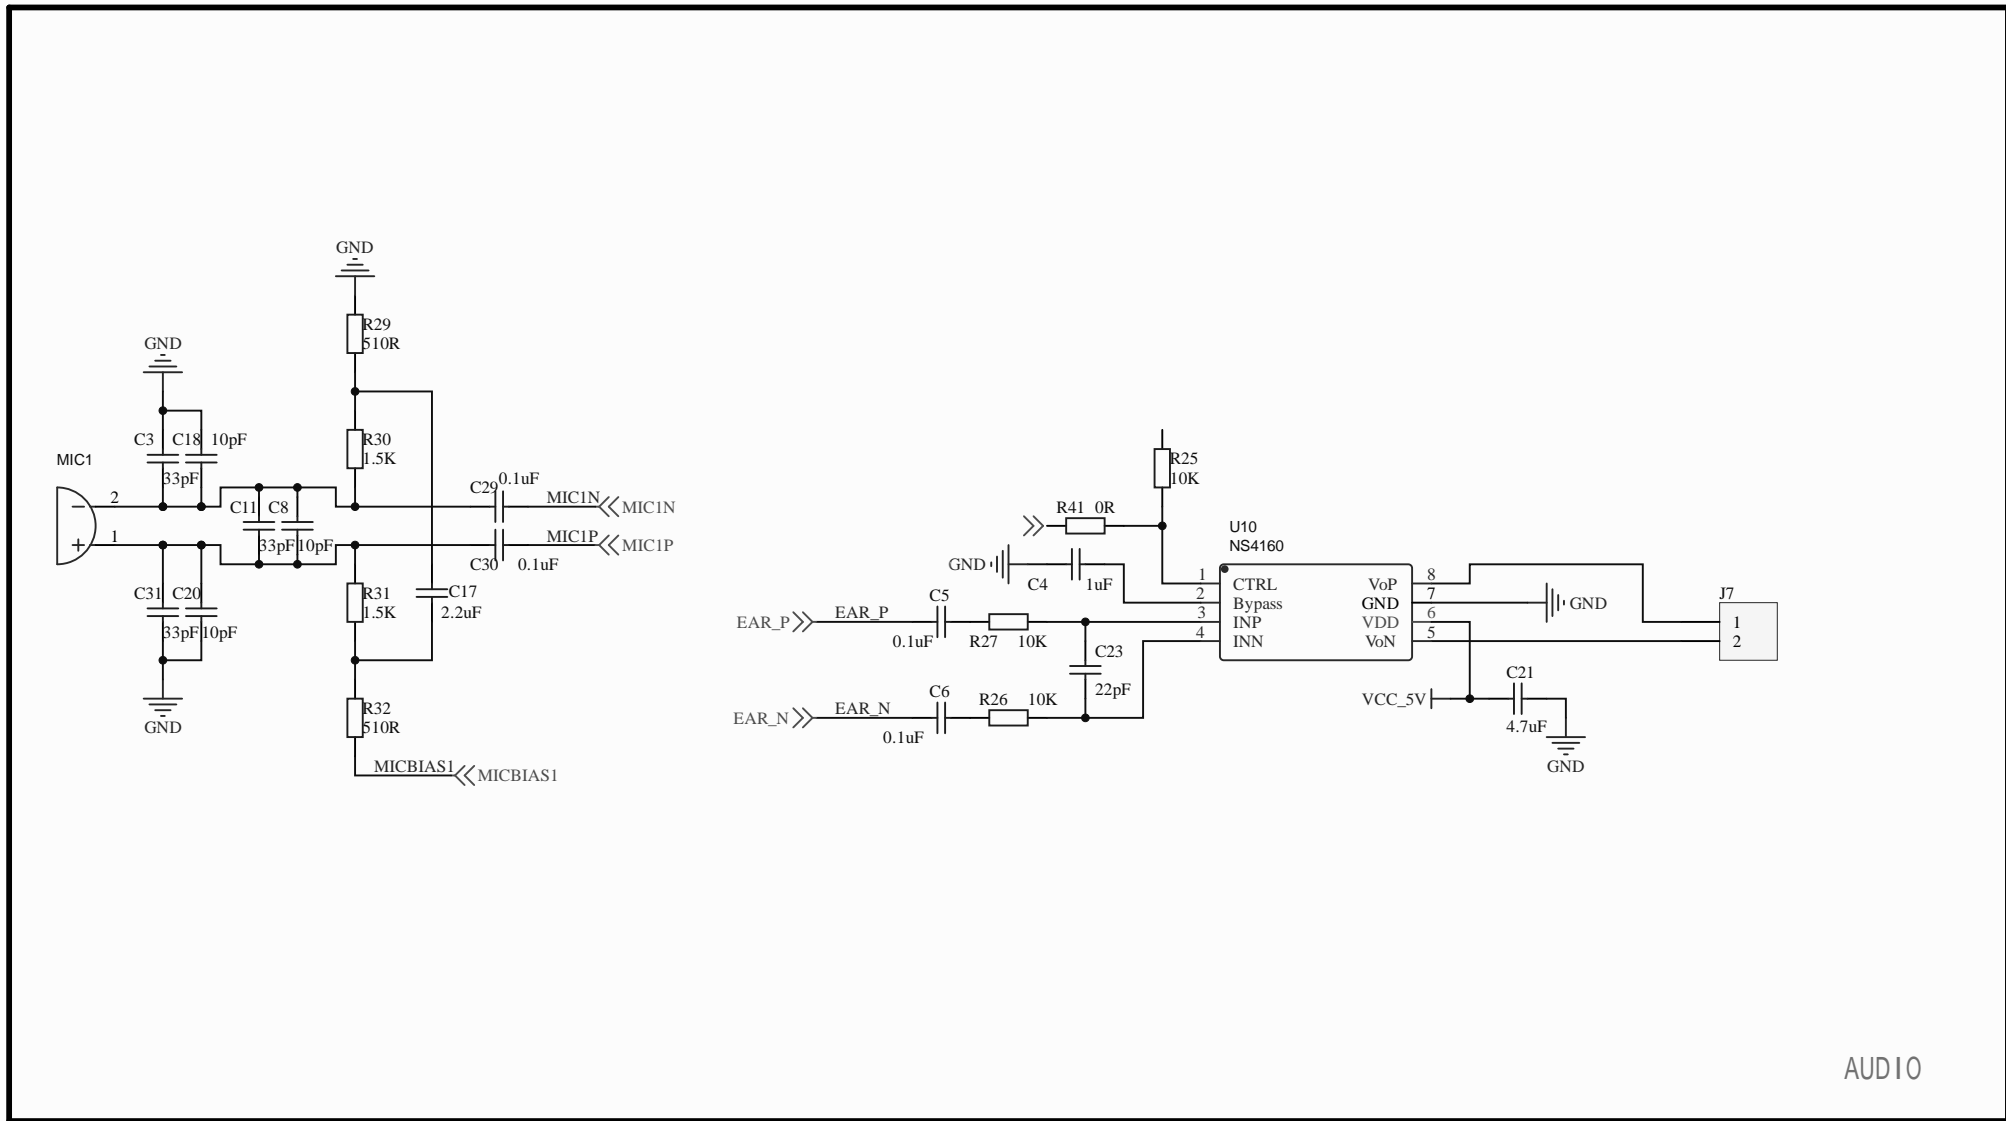 GND
R29
510R
GND
C3 C18 10pF
R30
1.5K
MIC1
33pF
2
C29 0.1uF
MIC1N MIC1N
C11 C8
1
33pF 10pF
MIC1P MIC1P
C30 0.1uF
C31 C20
33pF 10pF
R31
1.5K
C17
2.2uF
GND
R32
510R
MICBIAS1 MICBIAS1
R25
10K
R41 0R
GND
C4 1uF
U10
NS4160
1 CTRL
2 Bypass
3 INP
4 INN
VoP 8
GND 7
VDD 6
VoN 5
GND
J7
1
2
EAR_P EAR_P
C5
0.1uF
R27 10K
C23
22pF
EAR_N EAR_N
C6
0.1uF
R26 10K
VCC_5V
C21
4.7uF
GND
AUDIO